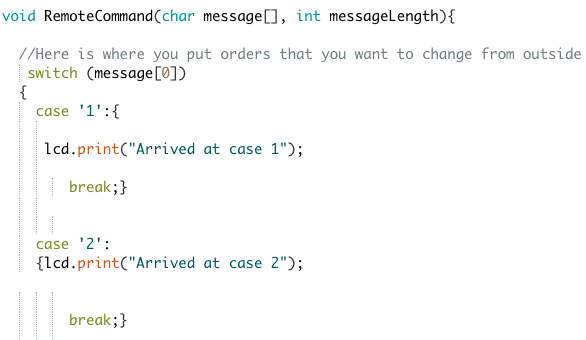 void RemoteCommand(char message[], int messageLength){
//Here is where you put orders that you want to change from outside
switch (message[0])
{
case '1':{
lcd.print("Arrived at case 1");
break;}
case '2':
{lcd.print("Arrived at case 2");
break;}